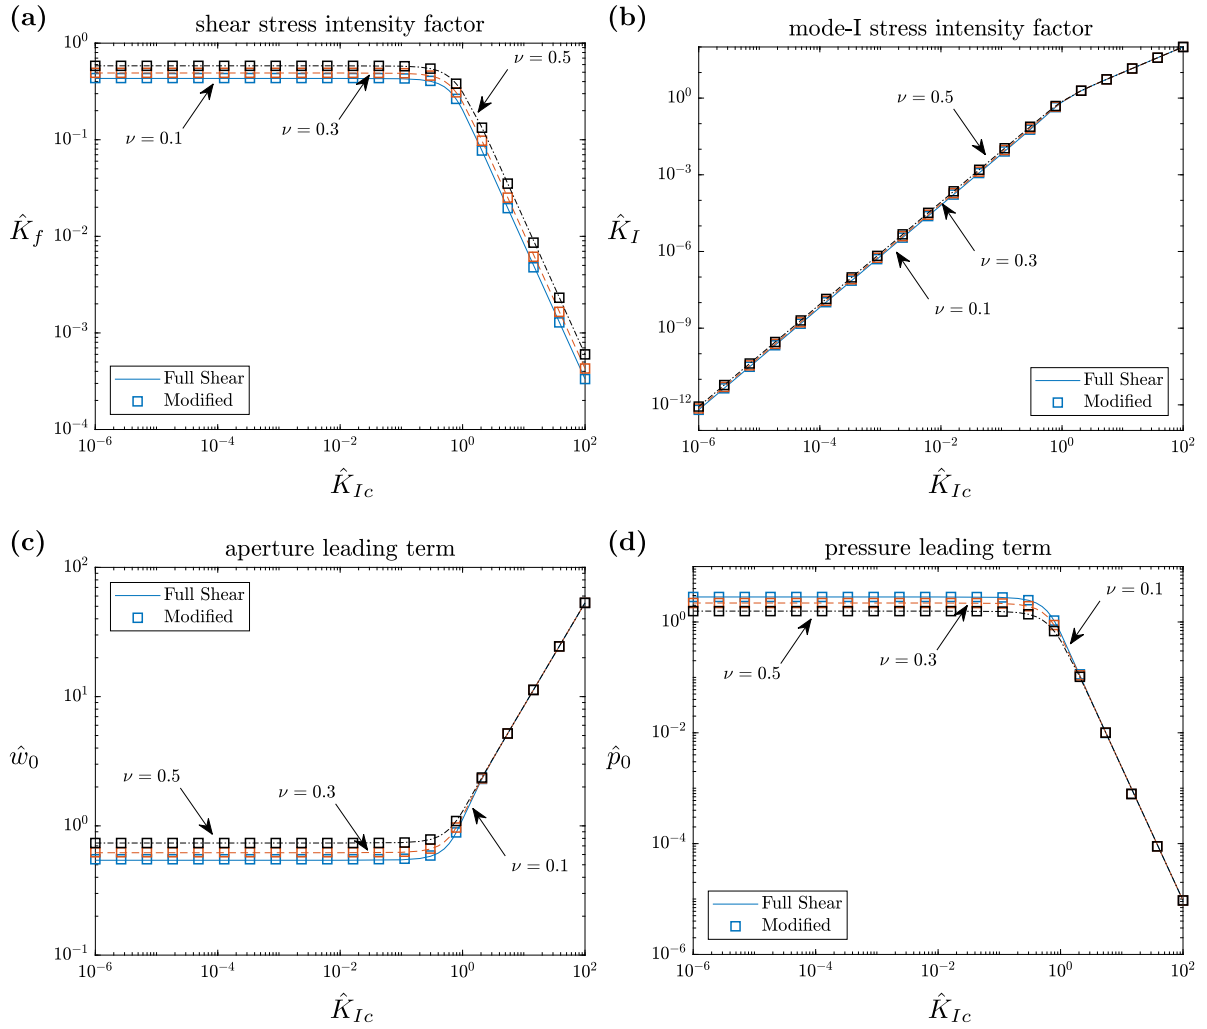 (a) shear stress intensity factor
10^0
10^{-1}
10^{-2}
10^{-3}
10^{-4}
K̂_f
ν = 0.5
ν = 0.3
ν = 0.1
Full Shear
Modified
10^{-6} 10^{-4} 10^{-2} 10^0 10^2
K̂_{Ic}
(b) mode-I stress intensity factor
10^0
10^{-3}
10^{-6}
10^{-9}
10^{-12}
K̂_I
ν = 0.5
ν = 0.3
ν = 0.1
Full Shear
Modified
10^{-6} 10^{-4} 10^{-2} 10^0 10^2
K̂_{Ic}
(c) aperture leading term
10^2
10^1
10^0
10^{-1}
ŵ_0
Full Shear
Modified
ν = 0.5
ν = 0.3
ν = 0.1
10^{-6} 10^{-4} 10^{-2} 10^0 10^2
K̂_{Ic}
(d) pressure leading term
10^0
10^{-2}
10^{-4}
10^{-6}
p̂_0
ν = 0.1
ν = 0.3
ν = 0.5
Full Shear
Modified
10^{-6} 10^{-4} 10^{-2} 10^0 10^2
K̂_{Ic}